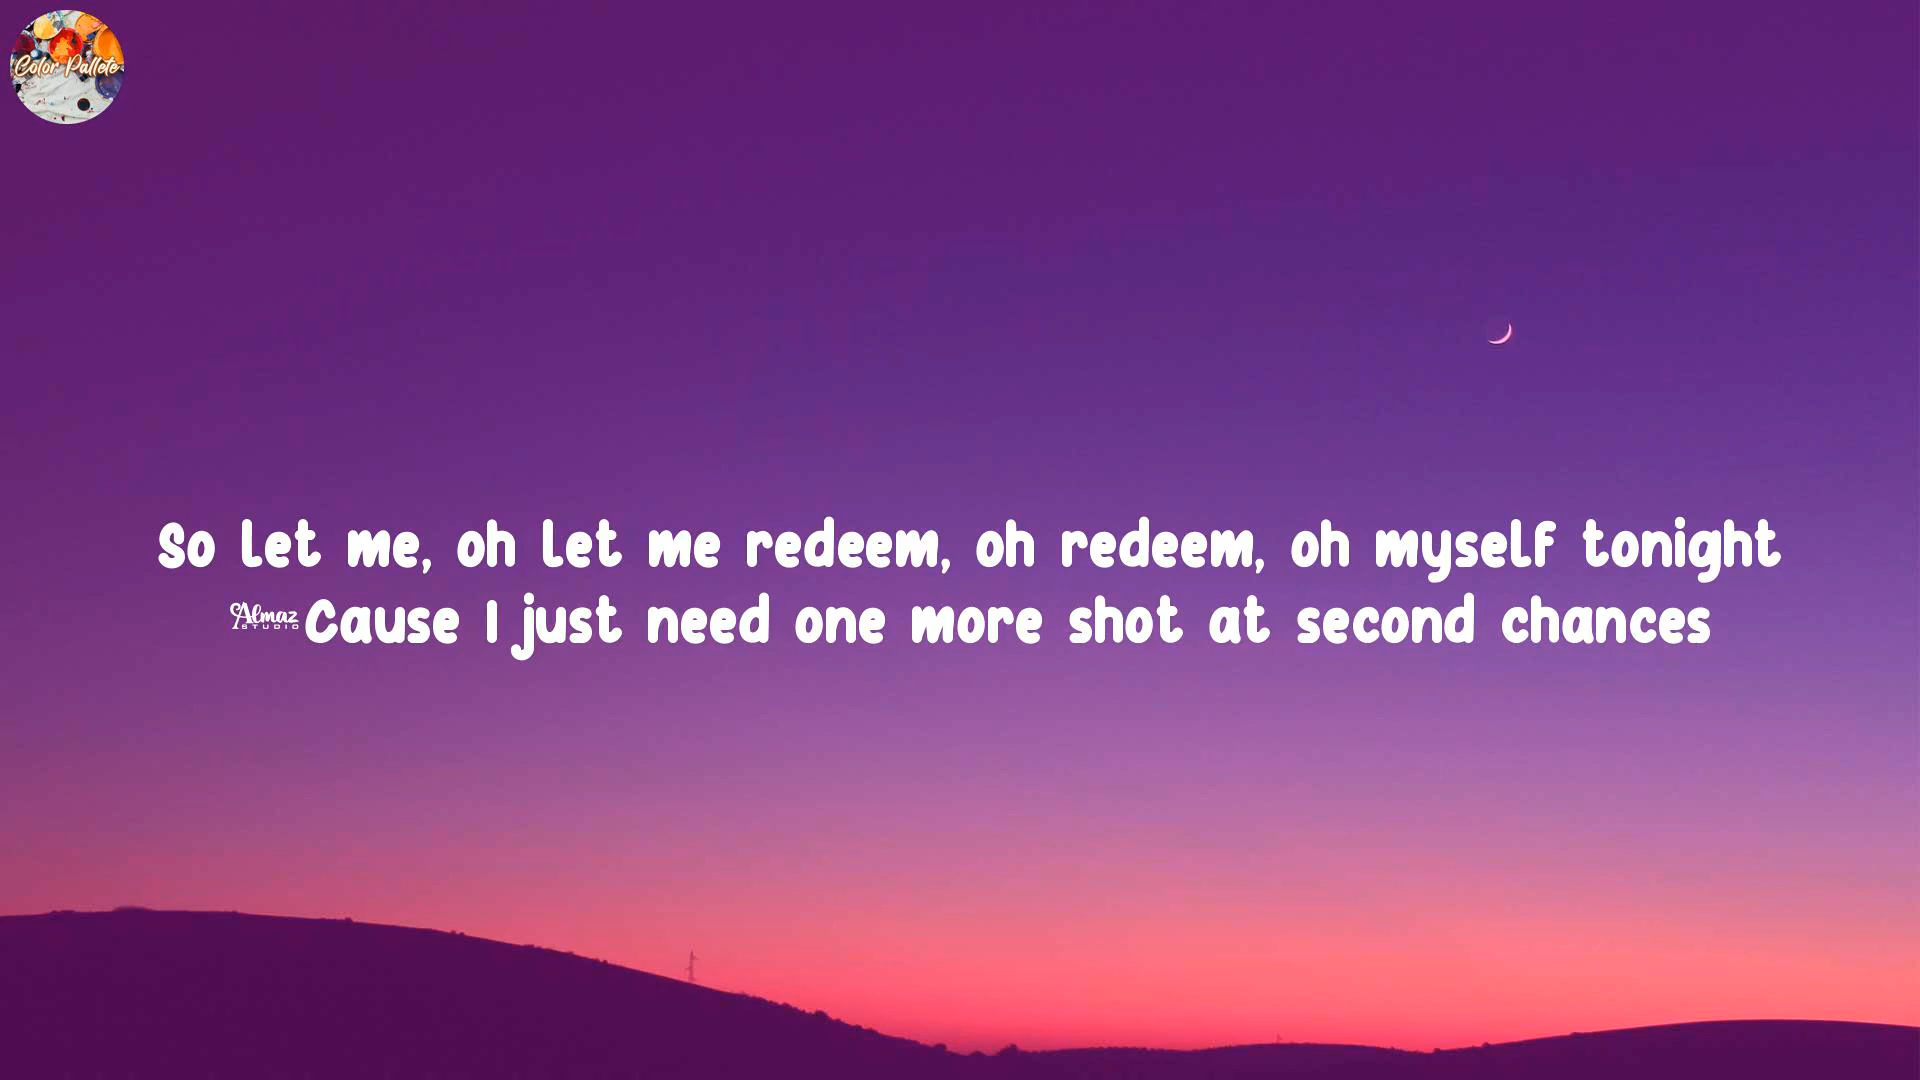 Color Pallete
So let me, oh let me redeem, oh redeem, oh myself tonight
Almaz STUDIO Cause I just need one more shot at second chances